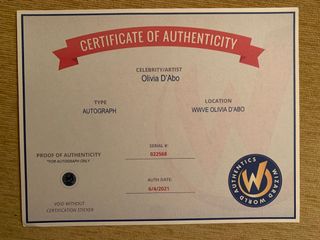 CERTIFICATE OF AUTHENTICITY
CELEBRITY/ARTIST
Olivia D'Abo
TYPE
AUTOGRAPH
LOCATION
WWVE OLIVIA D'ABO
SERIAL #:
022568
PROOF OF AUTHENTICITY
*FOR AUTOGRAPH ONLY
AUTH DATE:
6/4/2021
VOID WITHOUT
CERTIFICATION STICKER
WIZARD WORLD
AUTHENTICS
W